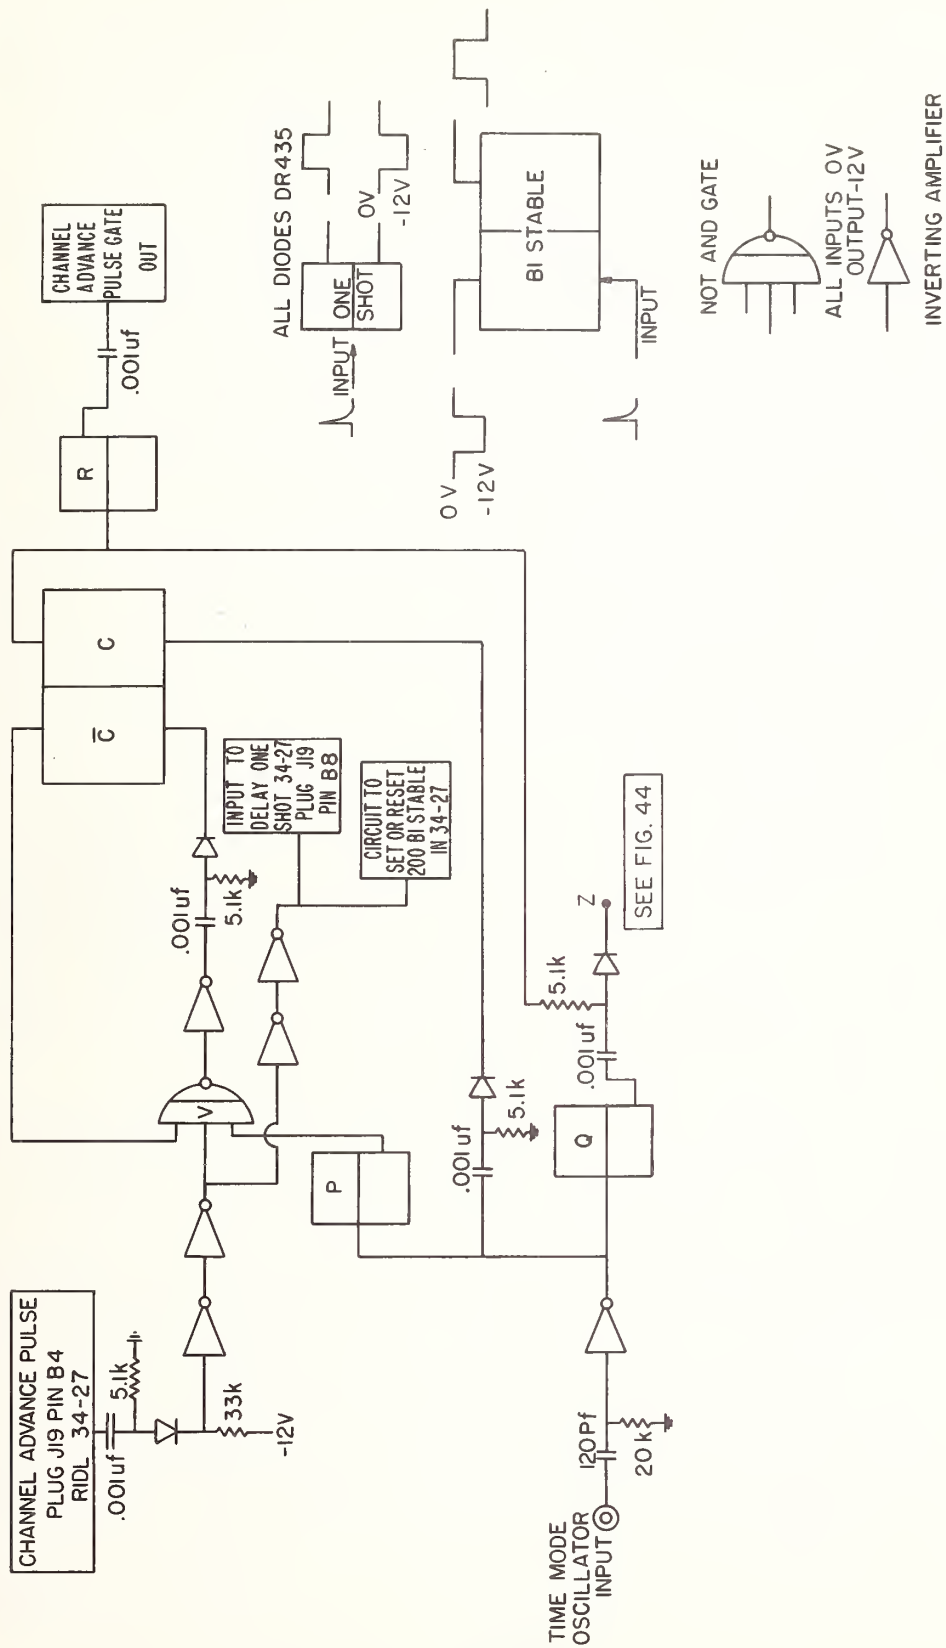 CHANNEL ADVANCE PULSE
PLUG J19 PIN B4
RIDL 34-27
.001uf
5.1k
33k
-12V
V
.001uf
5.1k
C̅
C
R
.001uf
CHANNEL
ADVANCE
PULSE GATE
OUT
INPUT TO
DELAY ONE
SHOT 34-27
PLUG J19
PIN B8
CIRCUIT TO
SET OR RESET
200 BI STABLE
IN 34-27
P
.001uf
5.1k
TIME MODE
OSCILLATOR
INPUT
120Pf
20k
Q
.001uf
5.1k
Z
SEE FIG. 44
ALL DIODES DR435
INPUT
ONE
SHOT
0V
-12V
0V
-12V
BI STABLE
INPUT
NOT AND GATE
ALL INPUTS 0V
OUTPUT-12V
INVERTING AMPLIFIER